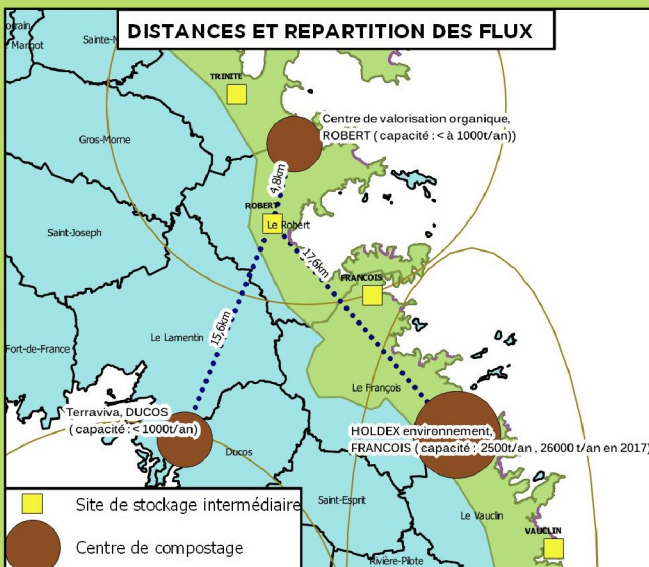 DISTANCES ET REPARTITION DES FLUX
Margot
TRINITE
Centre de valorisation organique,
ROBERT ( capacité : < à 1000t/an))
Gros-Morne
4,8km
ROBERT
Le Robert
Saint-Joseph
17,6km
FRANCOIS
15,6km
Le Lamentin
Fort-de-France
Le François
Terraviva, DUCOS
( capacité : < 1000t/an)
HOLDEX environnement,
FRANCOIS ( capacité : 2500t/an , 26000 t/an en 2017)
Ducos
Site de stockage intermédiaire
Saint-Esprit
Le Vauclin
VAUCLIN
Centre de compostage
Rivière-Pilote